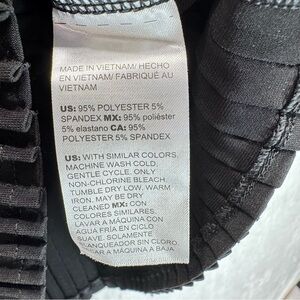 MADE IN VIETNAM/ HECHO
EN VIETNAM/ FABRIQUÉ AU
VIETNAM
US: 95% POLYESTER 5%
SPANDEX MX: 95% poliéster
5% elastano CA: 95%
POLYESTER 5% SPANDEX
US: WITH SIMILAR COLORS.
MACHINE WASH COLD,
GENTLE CYCLE. ONLY
NON-CHLORINE BLEACH.
TUMBLE DRY LOW. WARM
IRON. MAY BE DRY
CLEANED MX: CON
COLORES SIMILARES.
LAVAR A MÁQUINA CON
AGUA FRÍA EN CICLO
SUAVE. SOLAMENTE
BLANQUEADOR SIN CLORO.
LAVAR A MÁQUINA A BAJA